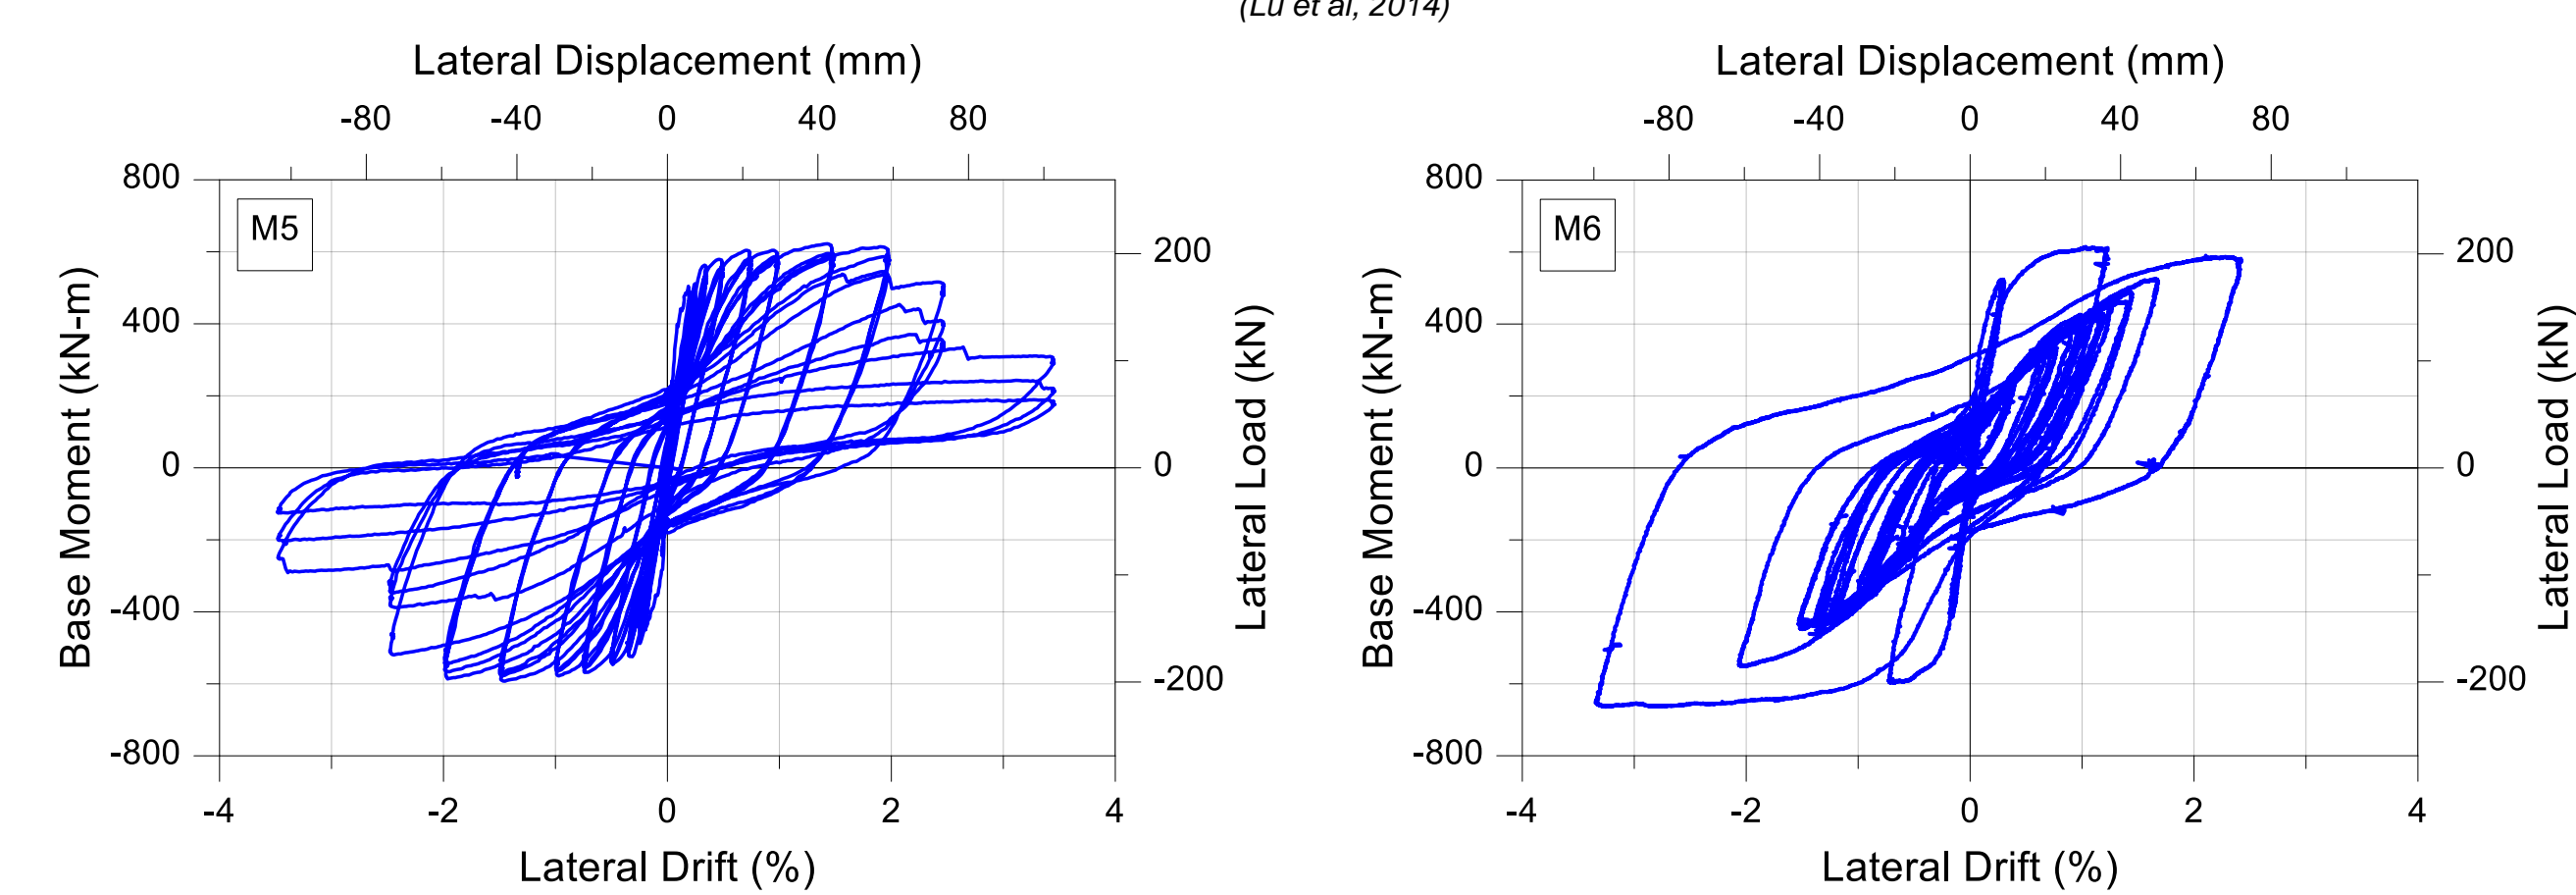 (Lu et al, 2014)
Lateral Displacement (mm)
-80 -40 0 40 80
800
400
0
-400
-800
M5
200
0
-200
Base Moment (kN-m)
Lateral Load (kN)
-4 -2 0 2 4
Lateral Drift (%)
Lateral Displacement (mm)
-80 -40 0 40 80
800
400
0
-400
-800
M6
200
0
-200
Base Moment (kN-m)
Lateral Load (kN)
-4 -2 0 2 4
Lateral Drift (%)